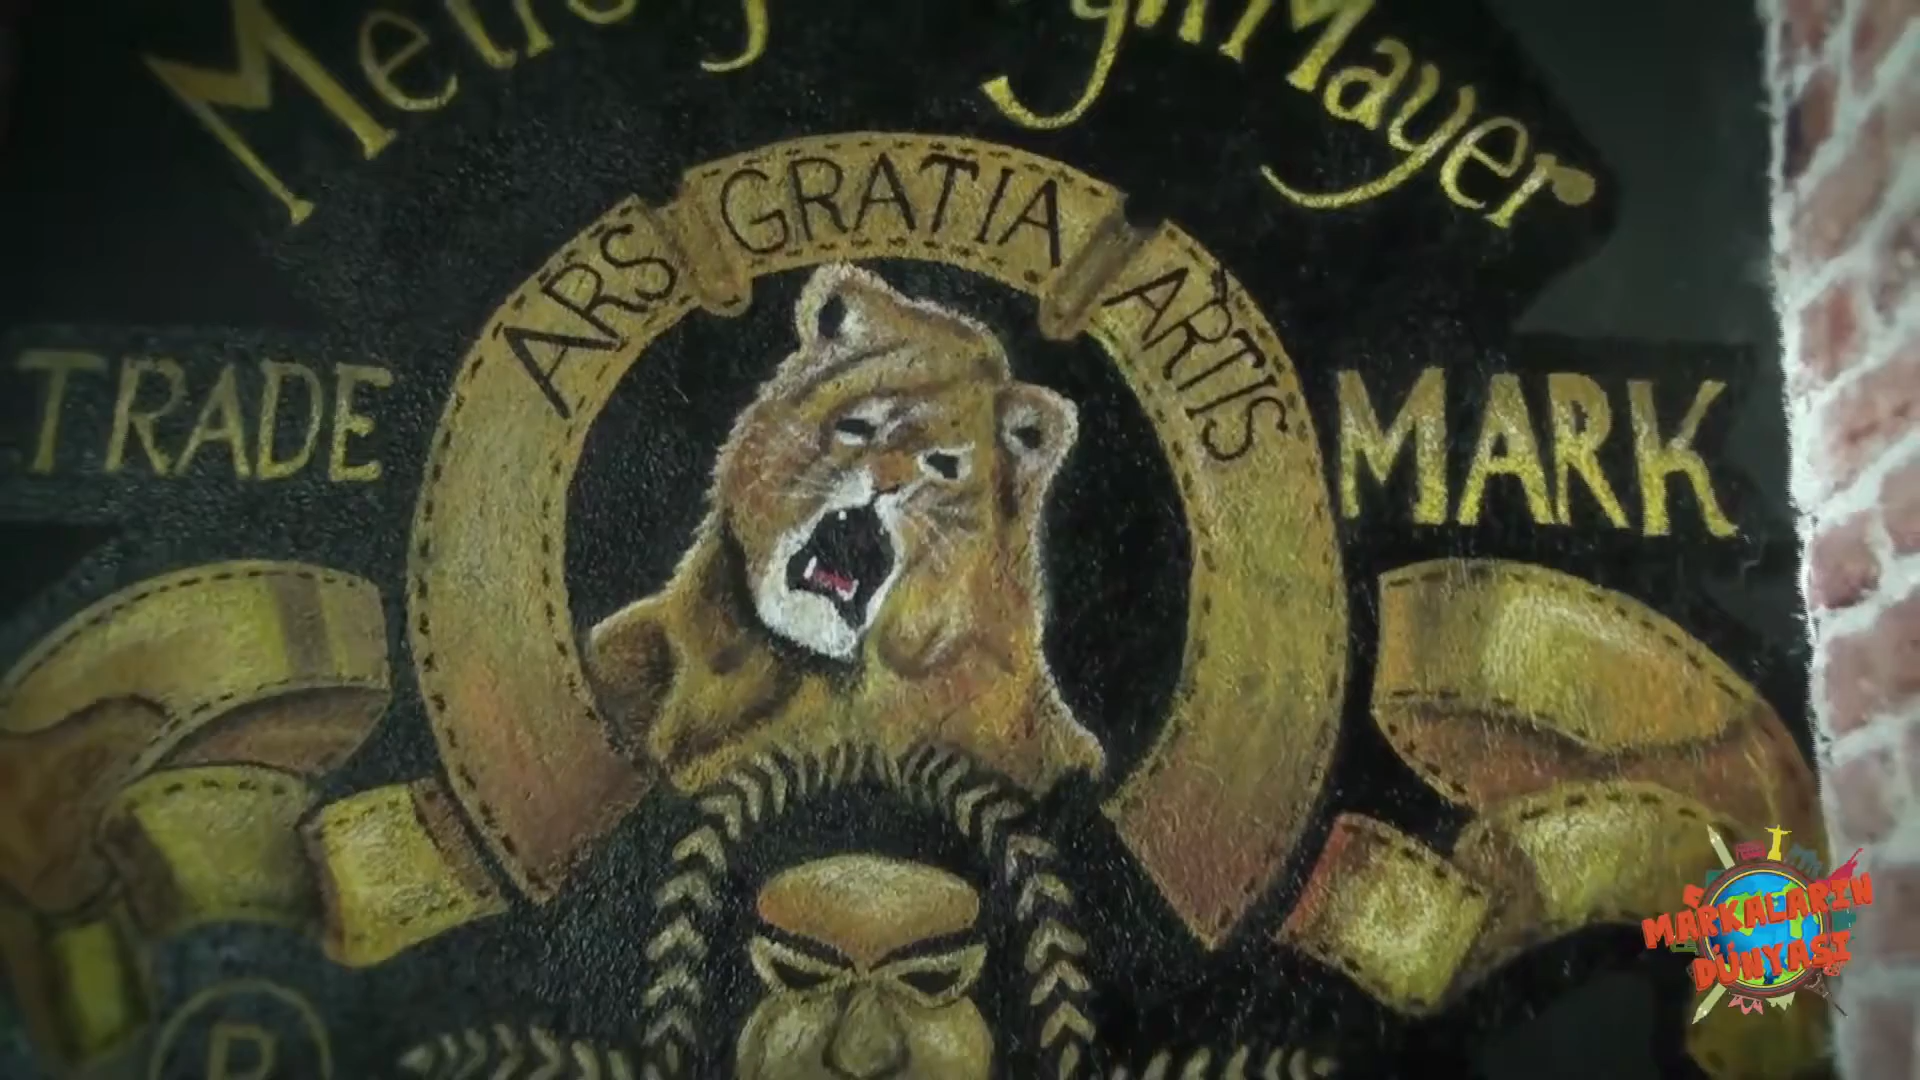 Mayer
ARS GRATIA ARTIS
TRADE MARK
R
MARKALARIN
DÜNYASI